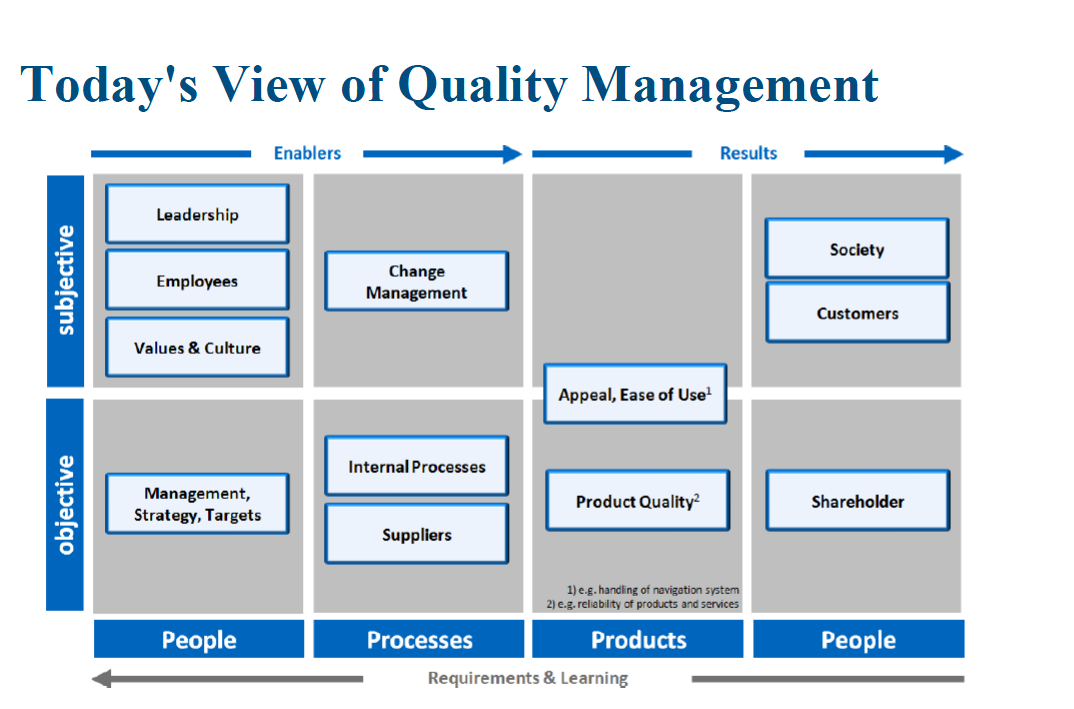 Today's View of Quality Management
Enablers
Results
subjective
Leadership
Employees
Values & Culture
Change
Management
Society
Customers
Appeal, Ease of Use¹
objective
Management,
Strategy, Targets
Internal Processes
Suppliers
Product Quality²
Shareholder
1) e.g. handling of navigation system
2) e.g. reliability of products and services
People
Processes
Products
People
Requirements & Learning